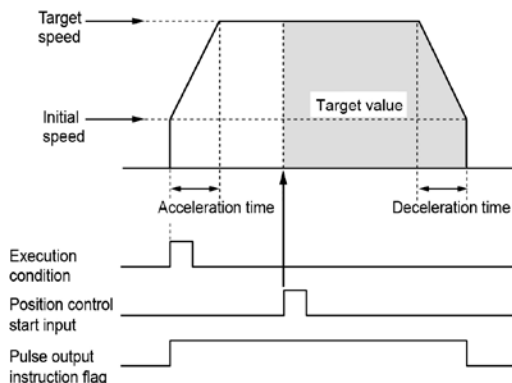 Target
speed
Target value
Initial
speed
Acceleration time
Deceleration time
Execution
condition
Position control
start input
Pulse output
instruction flag